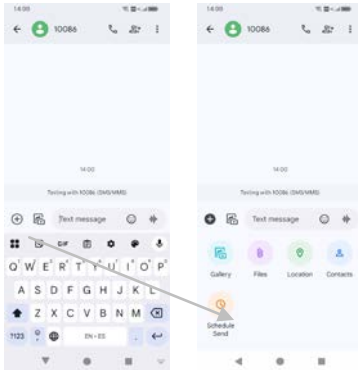 14:00
10086
14:00
Texting with 10086 (SMS/MMS)
Text message
GIF
Q W E R T Y U I O P
A S D F G H J K L
Z X C V B N M
?123
EN • ES
.
14:00
10086
14:00
Texting with 10086 (SMS/MMS)
Text message
Gallery
Files
Location
Contacts
Schedule
Send